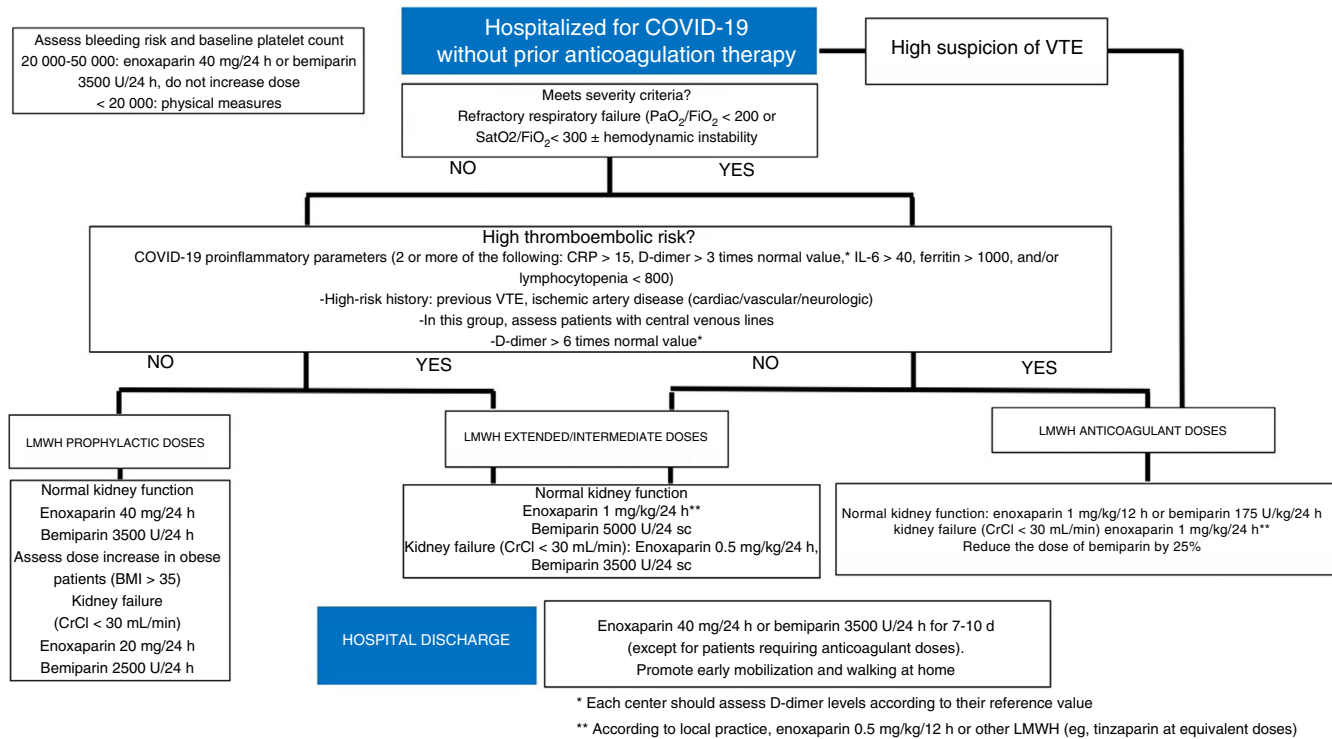 Assess bleeding risk and baseline platelet count
20 000-50 000: enoxaparin 40 mg/24 h or bemiparin
3500 U/24 h, do not increase dose
< 20 000: physical measures
Hospitalized for COVID-19
without prior anticoagulation therapy
High suspicion of VTE
Meets severity criteria?
Refractory respiratory failure (PaO2/FiO2 < 200 or
SatO2/FiO2< 300 ± hemodynamic instability
NO
YES
High thromboembolic risk?
COVID-19 proinflammatory parameters (2 or more of the following: CRP > 15, D-dimer > 3 times normal value,* IL-6 > 40, ferritin > 1000, and/or
lymphocytopenia < 800)
-High-risk history: previous VTE, ischemic artery disease (cardiac/vascular/neurologic)
-In this group, assess patients with central venous lines
-D-dimer > 6 times normal value*
NO
YES
NO
YES
LMWH PROPHYLACTIC DOSES
LMWH EXTENDED/INTERMEDIATE DOSES
LMWH ANTICOAGULANT DOSES
Normal kidney function
Enoxaparin 40 mg/24 h
Bemiparin 3500 U/24 h
Assess dose increase in obese
patients (BMI > 35)
Kidney failure
(CrCl < 30 mL/min)
Enoxaparin 20 mg/24 h
Bemiparin 2500 U/24 h
Normal kidney function
Enoxaparin 1 mg/kg/24 h**
Bemiparin 5000 U/24 sc
Kidney failure (CrCl < 30 mL/min): Enoxaparin 0.5 mg/kg/24 h,
Bemiparin 3500 U/24 sc
Normal kidney function: enoxaparin 1 mg/kg/12 h or bemiparin 175 U/kg/24 h
kidney failure (CrCl < 30 mL/min) enoxaparin 1 mg/kg/24 h**
Reduce the dose of bemiparin by 25%
HOSPITAL DISCHARGE
Enoxaparin 40 mg/24 h or bemiparin 3500 U/24 h for 7-10 d
(except for patients requiring anticoagulant doses).
Promote early mobilization and walking at home
* Each center should assess D-dimer levels according to their reference value
** According to local practice, enoxaparin 0.5 mg/kg/12 h or other LMWH (eg, tinzaparin at equivalent doses)